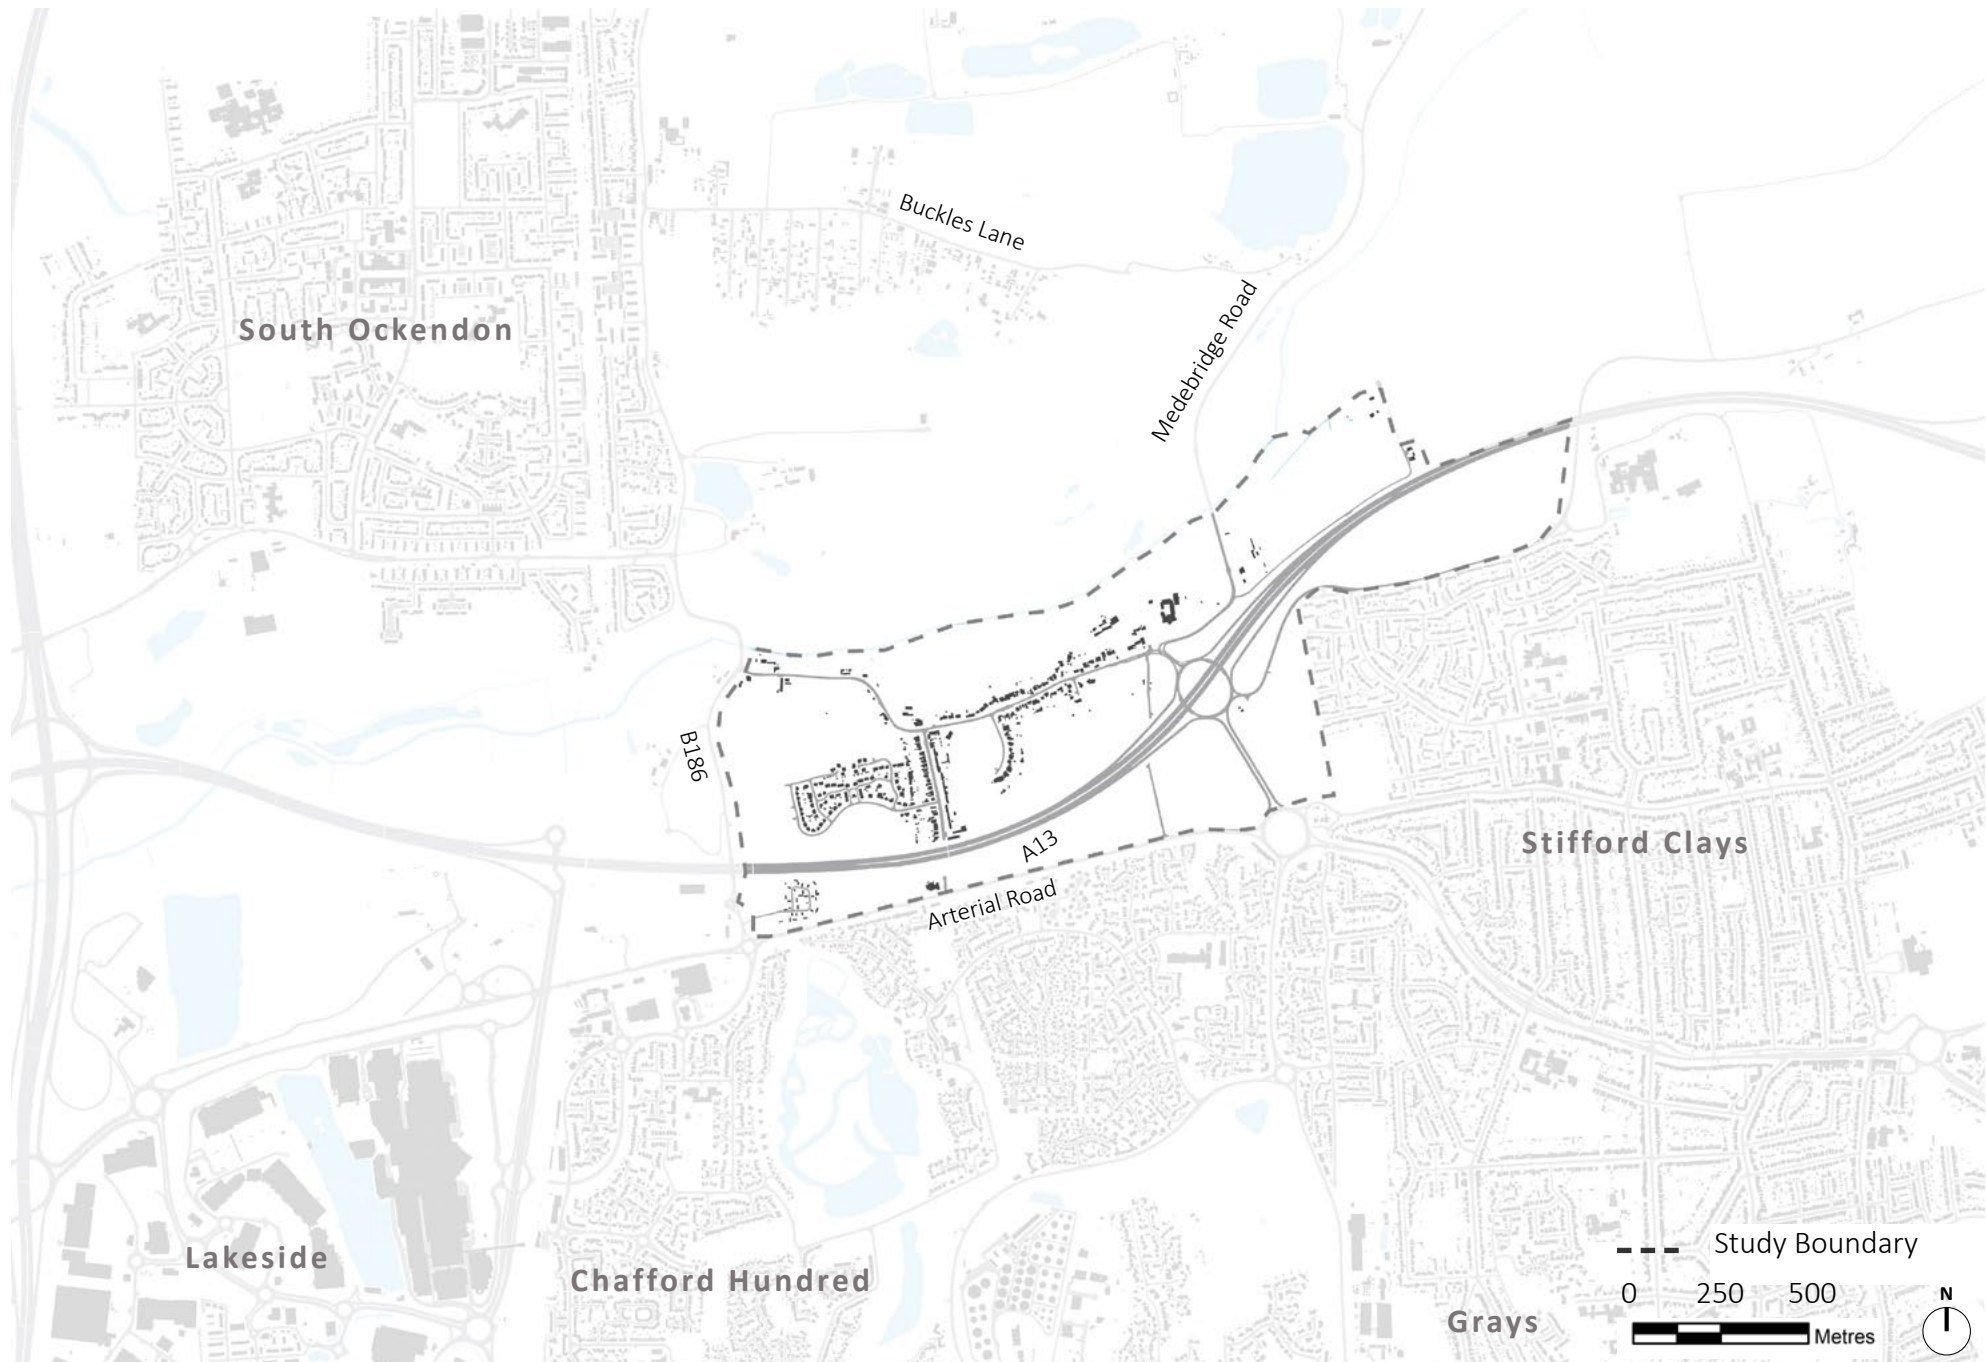 Buckles Lane
South Ockendon
Medebridge Road
B186
A13
Stifford Clays
Arterial Road
Lakeside
Chafford Hundred
Grays
Study Boundary
0 250 500
Metres
N